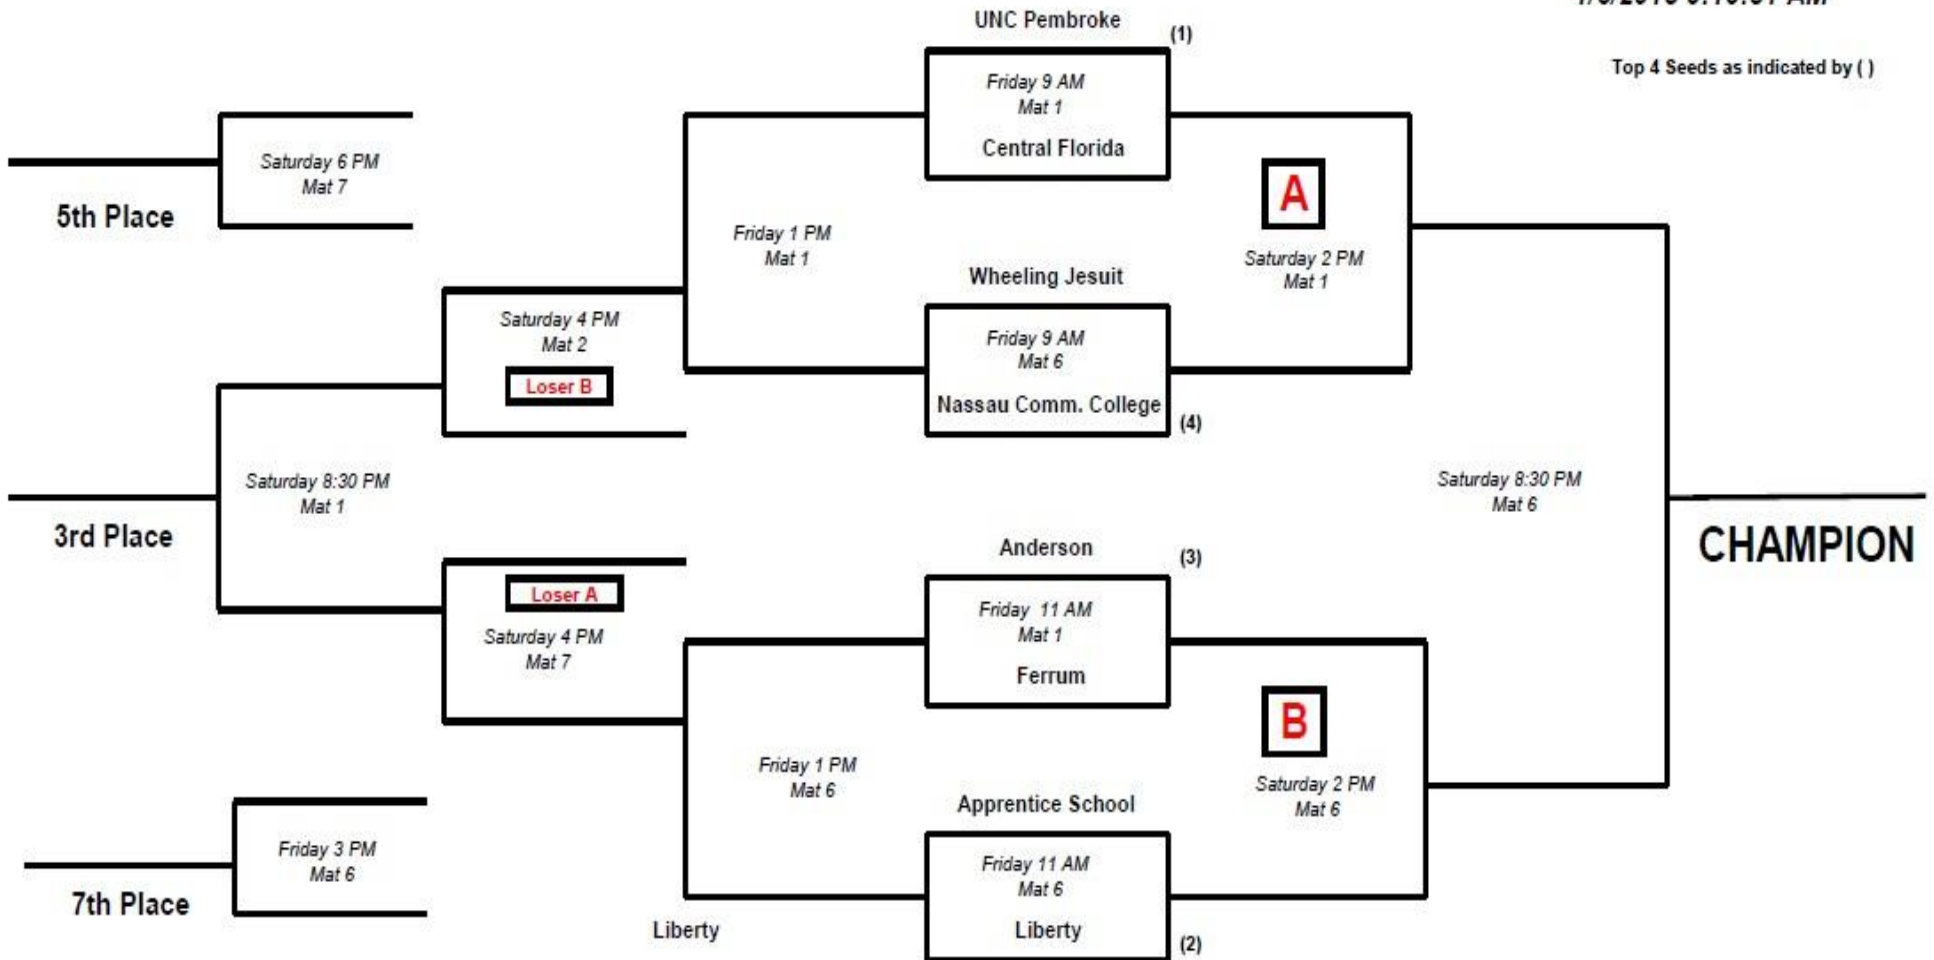 UNC Pembroke
(1)
Top 4 Seeds as indicated by ( )
Friday 9 AM
Mat 1
Central Florida
Saturday 6 PM
Mat 7
5th Place
A
Friday 1 PM
Mat 1
Saturday 2 PM
Mat 1
Wheeling Jesuit
Saturday 4 PM
Mat 2
Loser B
Friday 9 AM
Mat 6
Nassau Comm. College
(4)
Saturday 8:30 PM
Mat 1
3rd Place
Saturday 8:30 PM
Mat 6
CHAMPION
Anderson
(3)
Loser A
Saturday 4 PM
Mat 7
Friday 11 AM
Mat 1
Ferrum
B
Friday 1 PM
Mat 6
Saturday 2 PM
Mat 6
Apprentice School
Friday 3 PM
Mat 6
7th Place
Friday 11 AM
Mat 6
Liberty
Liberty
(2)